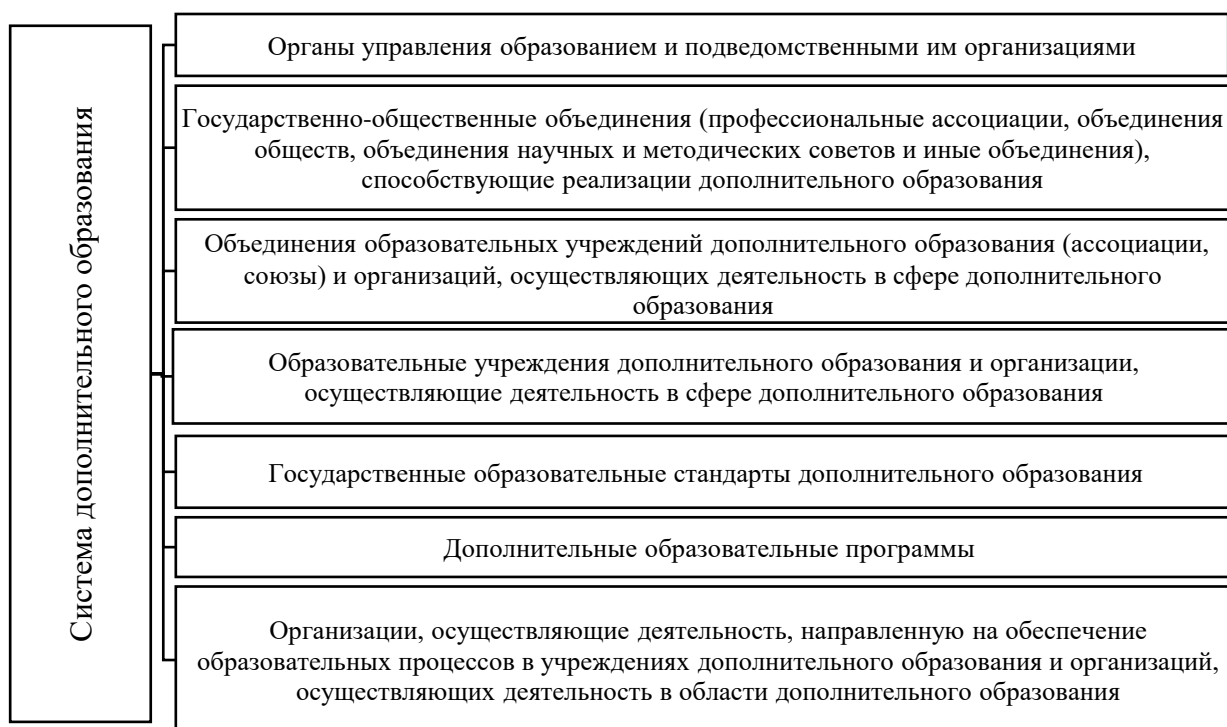 Система дополнительного образования
Органы управления образованием и подведомственными им организациями
Государственно-общественные объединения (профессиональные ассоциации, объединения
обществ, объединения научных и методических советов и иные объединения),
способствующие реализации дополнительного образования
Объединения образовательных учреждений дополнительного образования (ассоциации,
союзы) и организаций, осуществляющих деятельность в сфере дополнительного
образования
Образовательные учреждения дополнительного образования и организации,
осуществляющие деятельность в сфере дополнительного образования
Государственные образовательные стандарты дополнительного образования
Дополнительные образовательные программы
Организации, осуществляющие деятельность, направленную на обеспечение
образовательных процессов в учреждениях дополнительного образования и организаций,
осуществляющих деятельность в области дополнительного образования